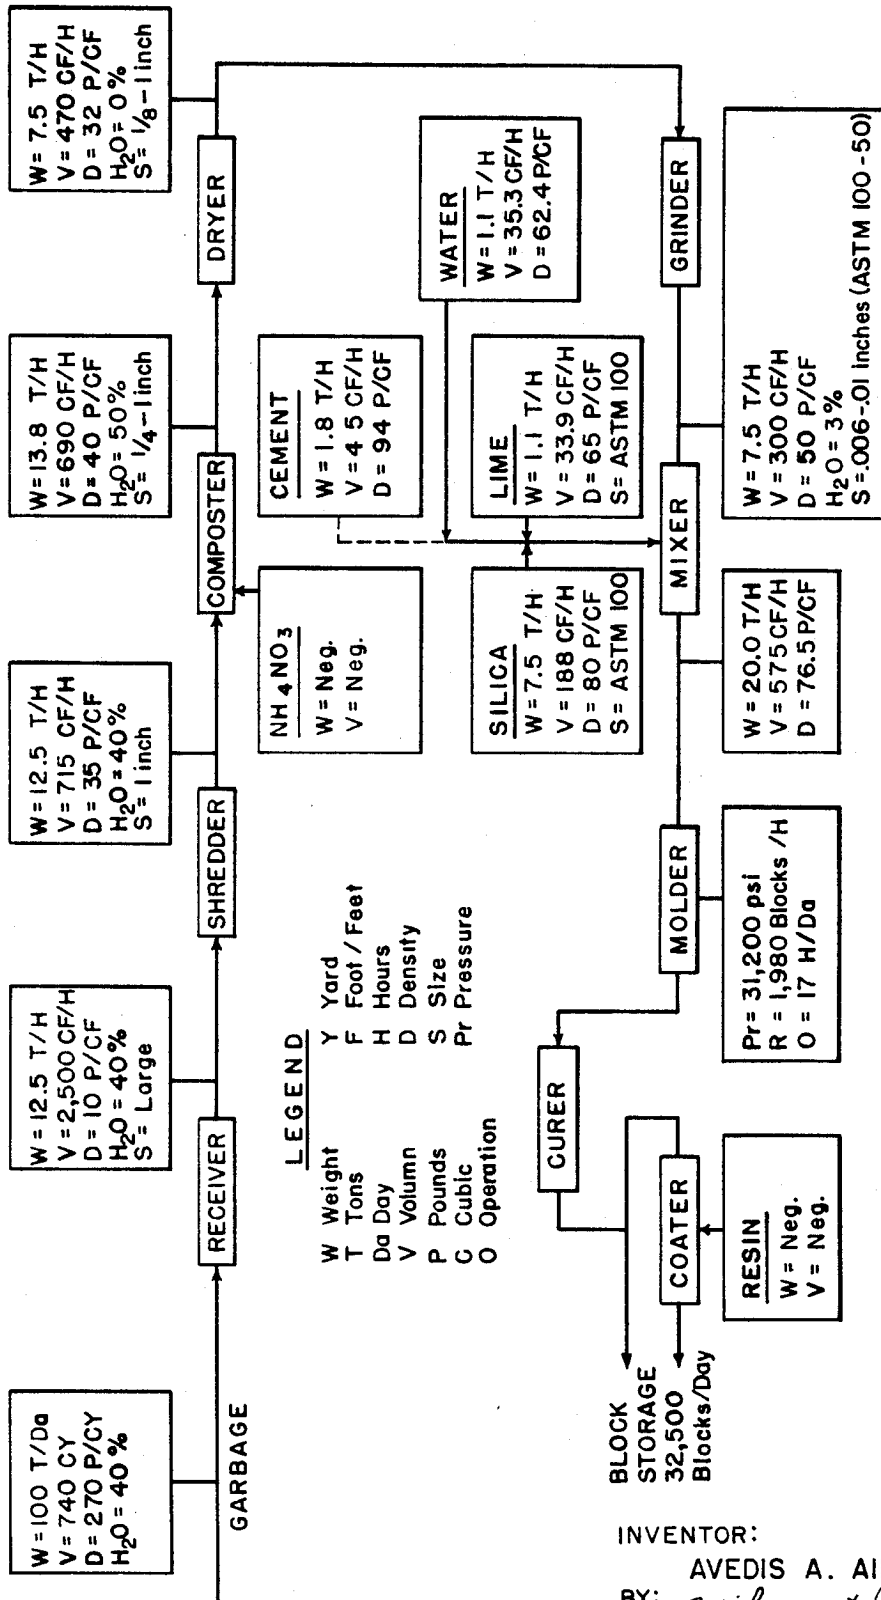 W=100 T/Da
V=740 CY
D=270 P/CY
H₂O=40%
GARBAGE
RECEIVER
W=12.5 T/H
V=2,500 CF/H
D=10 P/CF
H₂O=40%
S=Large
SHREDDER
W=12.5 T/H
V=715 CF/H
D=35 P/CF
H₂O=40%
S=1 inch
COMPOSTER
NH₄NO₃
W=Neg.
V=Neg.
W=13.8 T/H
V=690 CF/H
D=40 P/CF
H₂O=50%
S=1/4-1 inch
DRYER
W=7.5 T/H
V=470 CF/H
D=32 P/CF
H₂O=0%
S=1/8-1 inch
CEMENT
W=1.8 T/H
V=45 CF/H
D=94 P/CF
WATER
W=1.1 T/H
V=35.3 CF/H
D=62.4 P/CF
SILICA
W=7.5 T/H
V=188 CF/H
D=80 P/CF
S=ASTM 100
LIME
W=1.1 T/H
V=33.9 CF/H
D=65 P/CF
S=ASTM 100
GRINDER
W=7.5 T/H
V=300 CF/H
D=50 P/CF
H₂O=3%
S=.006-.01 inches (ASTM 100-50)
MIXER
W=20.0 T/H
V=575 CF/H
D=76.5 P/CF
MOLDER
Pr=31,200 psi
R=1,980 Blocks/H
O=17 H/Da
CURER
COATER
RESIN
W=Neg.
V=Neg.
BLOCK
STORAGE
32,500
Blocks/Day
LEGEND
W Weight
T Tons
Da Day
V Volumn
P Pounds
C Cubic
O Operation
Y Yard
F Foot/Feet
H Hours
D Density
S Size
Pr Pressure
INVENTOR:
AVEDIS A.
BY: